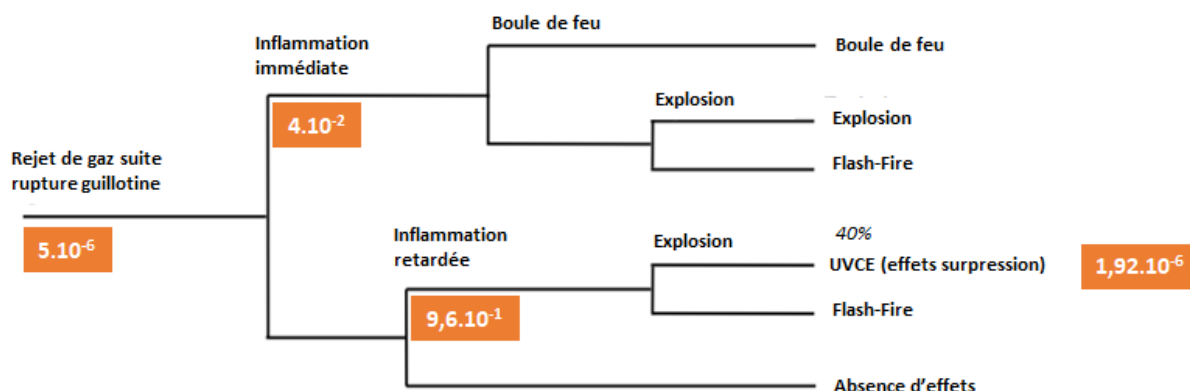 Boule de feu
Boule de feu
Inflammation
immédiate
4.10⁻²
Explosion
Explosion
Flash-Fire
Rejet de gaz suite
rupture guillotine
5.10⁻⁶
Inflammation
retardée
9,6.10⁻¹
Explosion
40%
UVCE (effets surpression)
1,92.10⁻⁶
Flash-Fire
Absence d'effets